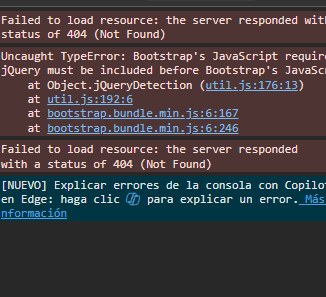 Failed to load resource: the server responded with
status of 404 (Not Found)
Uncaught TypeError: Bootstrap's JavaScript require
jQuery must be included before Bootstrap's JavaSc
at Object.jQueryDetection (util.js:176:13)
at util.js:192:6
at bootstrap.bundle.min.js:6:167
at bootstrap.bundle.min.js:6:246
Failed to load resource: the server responded
with a status of 404 (Not Found)
[NUEVO] Explicar errores de la consola con Copilot
en Edge: haga clic para explicar un error. Más
nformación